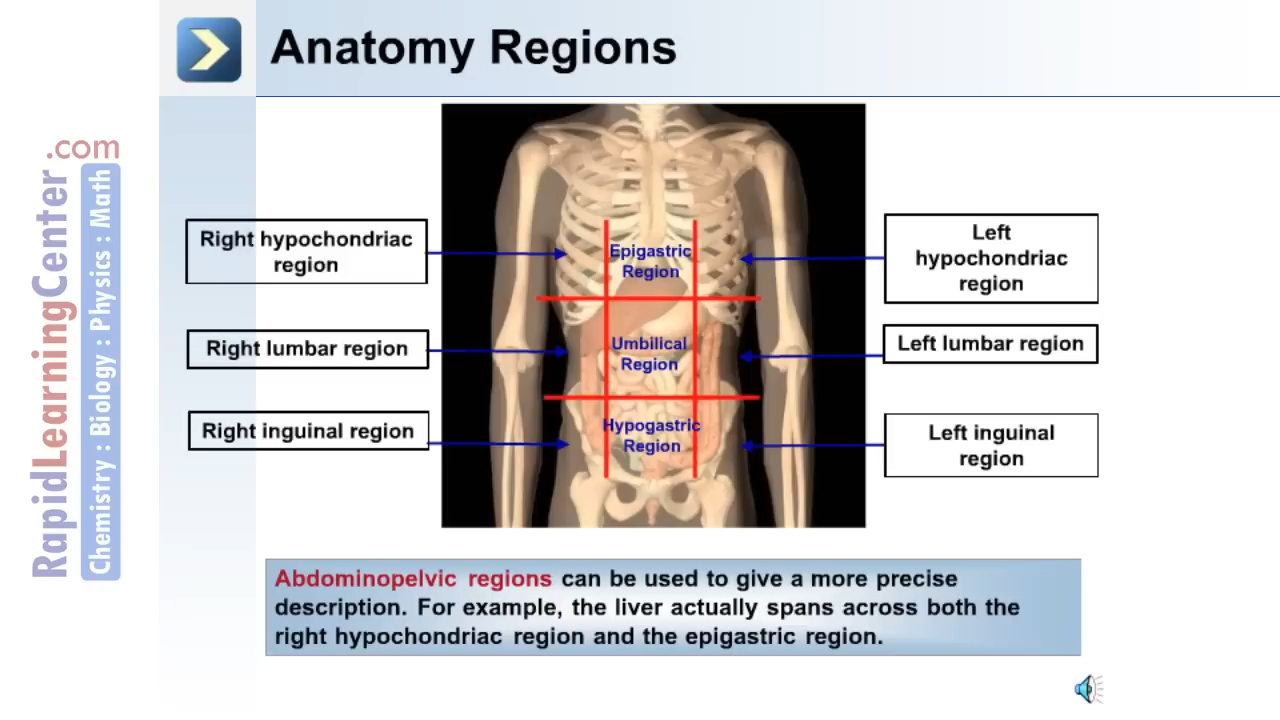 Anatomy Regions
.com
RapidLearningCenter
Chemistry : Biology : Physics : Math
Right hypochondriac
region
Epigastric
Region
Left
hypochondriac
region
Right lumbar region
Umbilical
Region
Left lumbar region
Right inguinal region
Hypogastric
Region
Left inguinal
region
Abdominopelvic regions can be used to give a more precise
description. For example, the liver actually spans across both the
right hypochondriac region and the epigastric region.